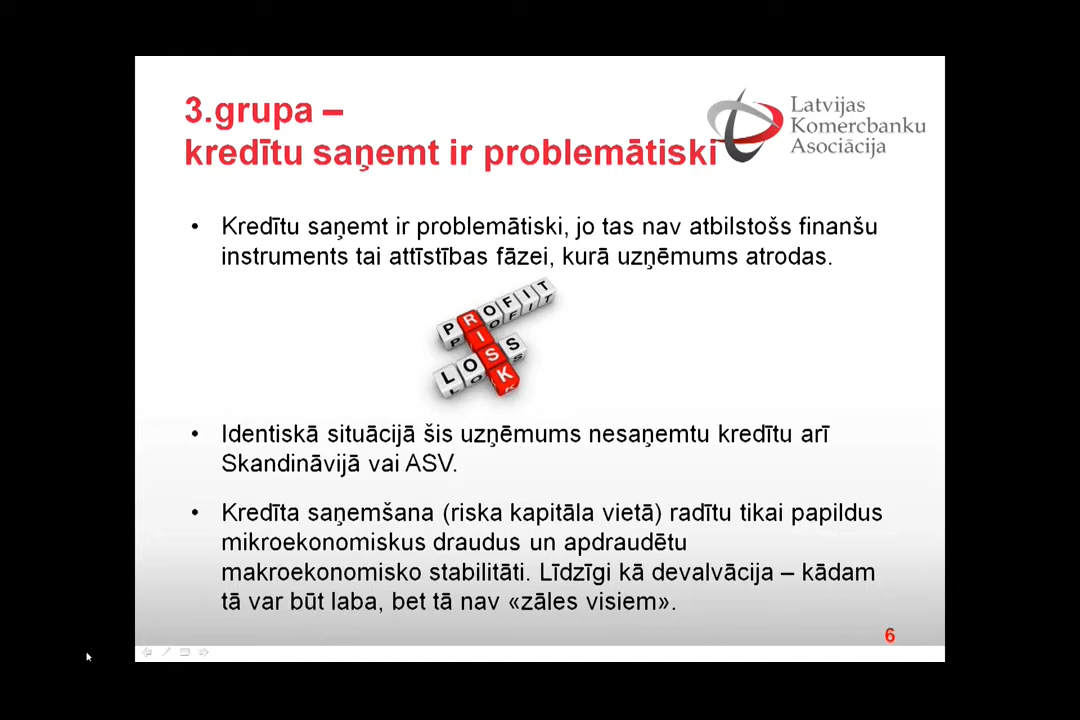 3.grupa –
kredītu saņemt ir problemātiski
Latvijas
Komercbanku
Asociācija
• Kredītu saņemt ir problemātiski, jo tas nav atbilstošs finanšu
instruments tai attīstības fāzei, kurā uzņēmums atrodas.
PROFIT
RISK
LOSS
• Identiskā situācijā šis uzņēmums nesaņemtu kredītu arī
Skandināvijā vai ASV.
• Kredīta saņemšana (riska kapitāla vietā) radītu tikai papildus
mikroekonomiskus draudus un apdraudētu
makroekonomisko stabilitāti. Līdzīgi kā devalvācija – kādam
tā var būt laba, bet tā nav «zāles visiem».
6